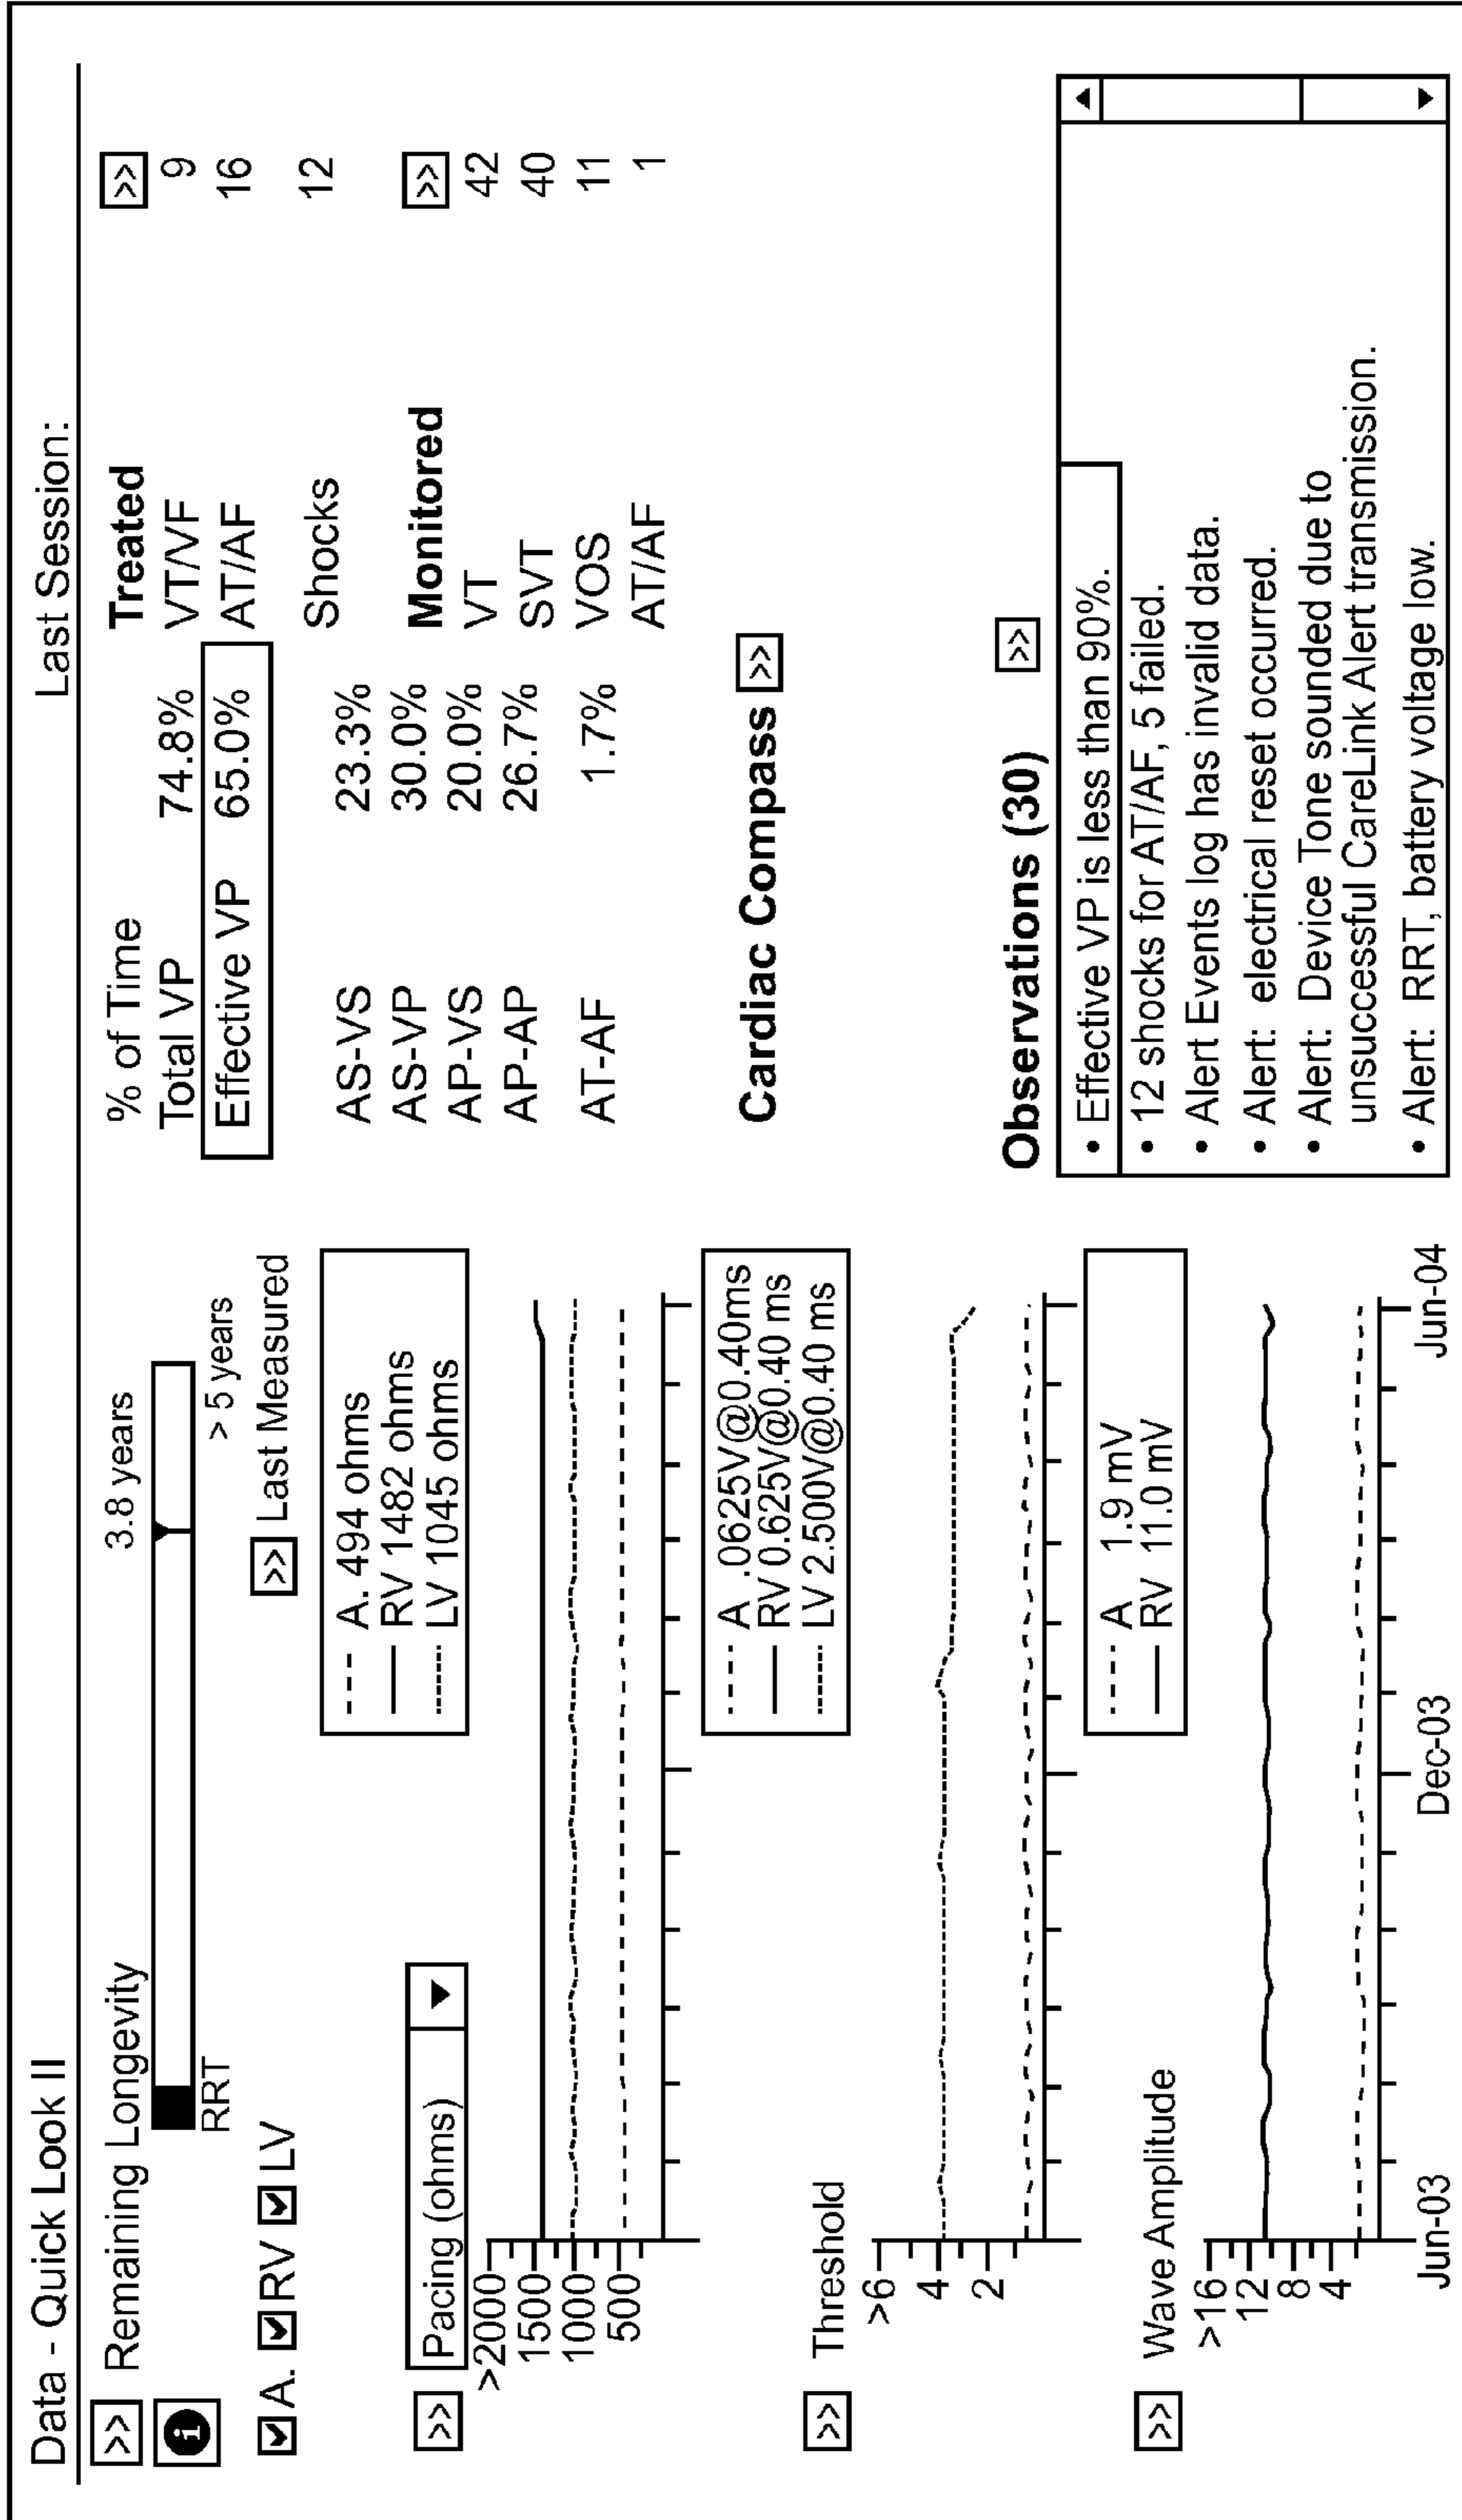 Data - Quick Look II
Last Session:
>> Remaining Longevity
3.8 years
RRT
> 5 years
i
A. RV LV
>> Last Measured
>> Pacing (ohms)
A. 494 ohms
RV 1482 ohms
LV 1045 ohms
>2000
1500
1000
500
>> Threshold
A .0625V@0.40ms
RV 0.625V@0.40 ms
LV 2.500V@0.40 ms
>6
4
2
>> Wave Amplitude
A 1.9 mV
RV 11.0 mV
>16
12
8
4
Jun-03
Dec-03
Jun-04
% of Time
Total VP 74.8%
Effective VP 65.0%
AS-VS 23.3%
AS-VP 30.0%
AP-VS 20.0%
AP-AP 26.7%
AT-AF 1.7%
Treated >>
VT/VF 9
AT/AF 16
Shocks 12
Monitored >>
VT 42
SVT 40
VOS 11
AT/AF 1
Cardiac Compass >>
Observations (30) >>
• Effective VP is less than 90%.
• 12 shocks for AT/AF, 5 failed.
• Alert Events log has invalid data.
• Alert: electrical reset occurred.
• Alert: Device Tone sounded due to
unsuccessful CareLink Alert transmission.
• Alert: RRT, battery voltage low.